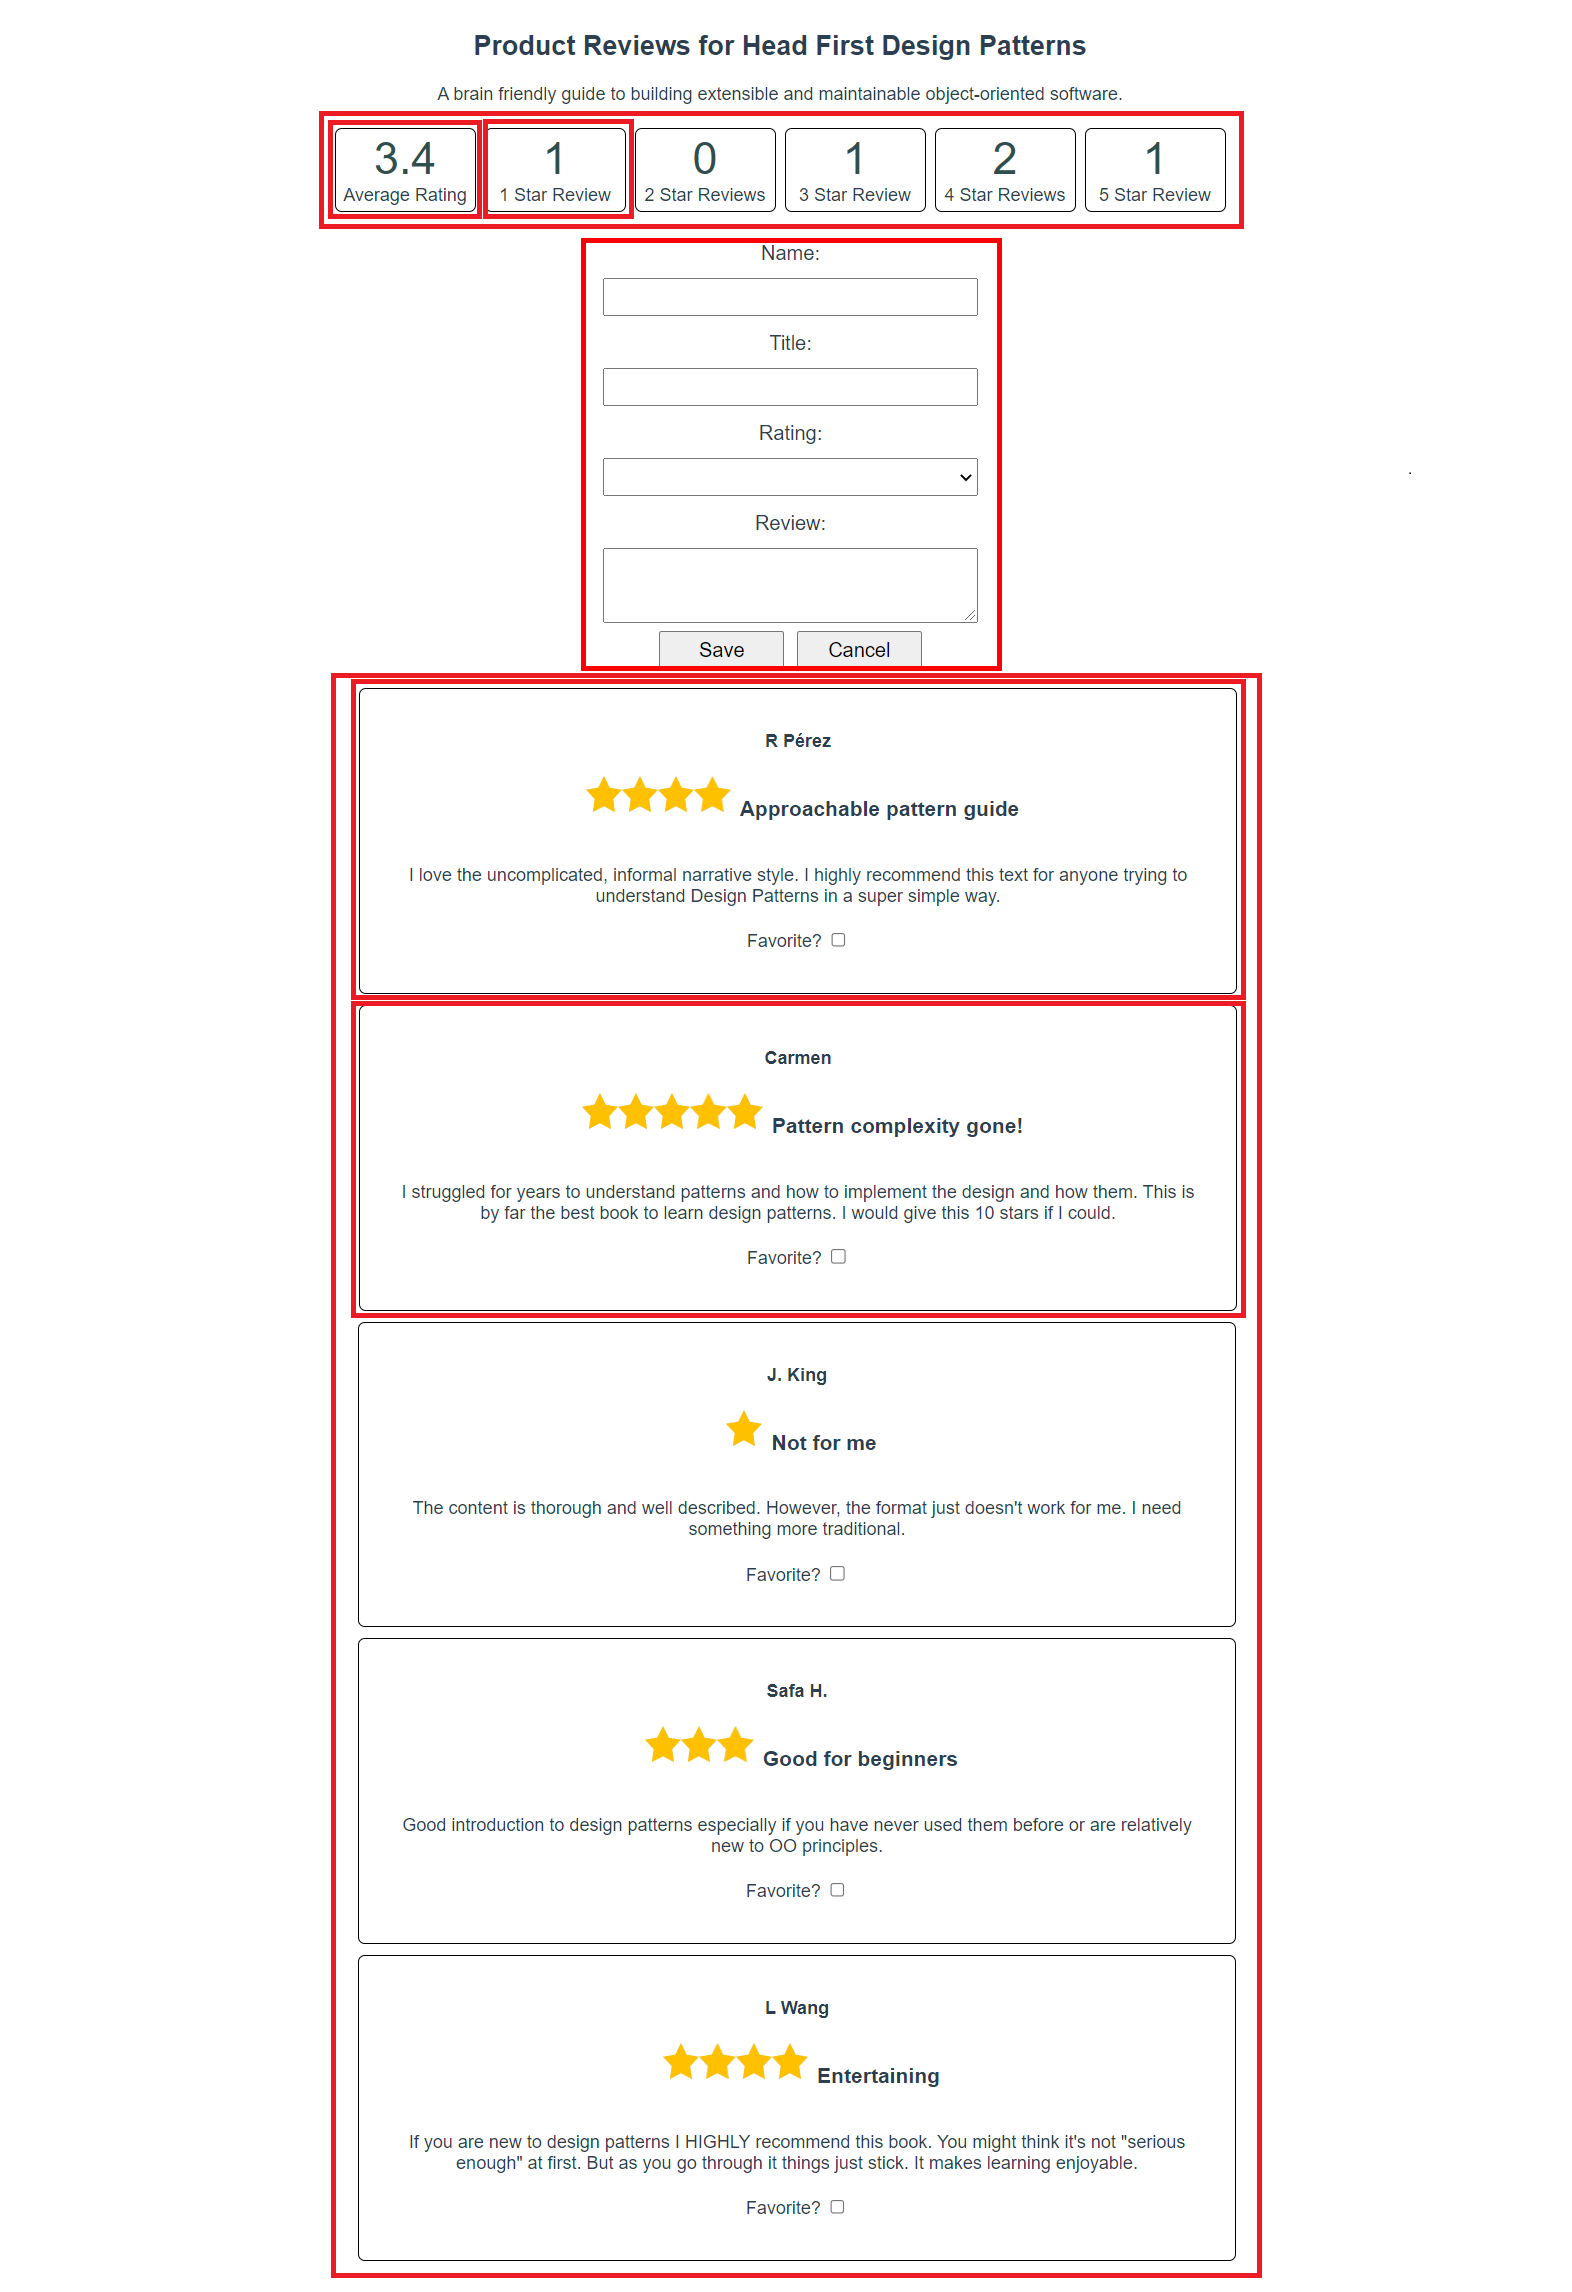 Product Reviews for Head First Design Patterns
A brain friendly guide to building extensible and maintainable object-oriented software.
3.4
Average Rating
1
1 Star Review
0
2 Star Reviews
1
3 Star Review
2
4 Star Reviews
1
5 Star Review
Name:
Title:
Rating:
Review:
Save
Cancel
R Pérez
Approachable pattern guide
I love the uncomplicated, informal narrative style. I highly recommend this text for anyone trying to
understand Design Patterns in a super simple way.
Favorite?
Carmen
Pattern complexity gone!
I struggled for years to understand patterns and how to implement the design and how them. This is
by far the best book to learn design patterns. I would give this 10 stars if I could.
Favorite?
J. King
Not for me
The content is thorough and well described. However, the format just doesn't work for me. I need
something more traditional.
Favorite?
Safa H.
Good for beginners
Good introduction to design patterns especially if you have never used them before or are relatively
new to OO principles.
Favorite?
L Wang
Entertaining
If you are new to design patterns I HIGHLY recommend this book. You might think it's not "serious
enough" at first. But as you go through it things just stick. It makes learning enjoyable.
Favorite?